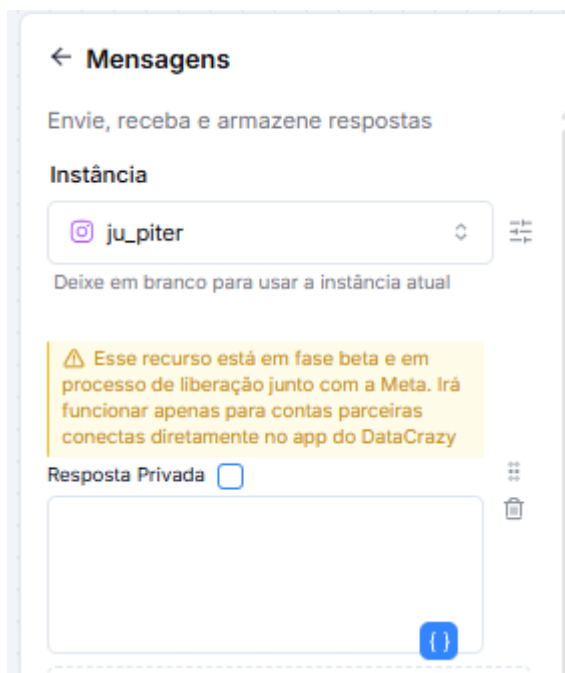 Mensagens
Envie, receba e armazene respostas
Instância
ju_piter
Deixe em branco para usar a instância atual
Esse recurso está em fase beta e em
processo de liberação junto com a Meta. Irá
funcionar apenas para contas parceiras
conectas diretamente no app do DataCrazy
Resposta Privada
{ }